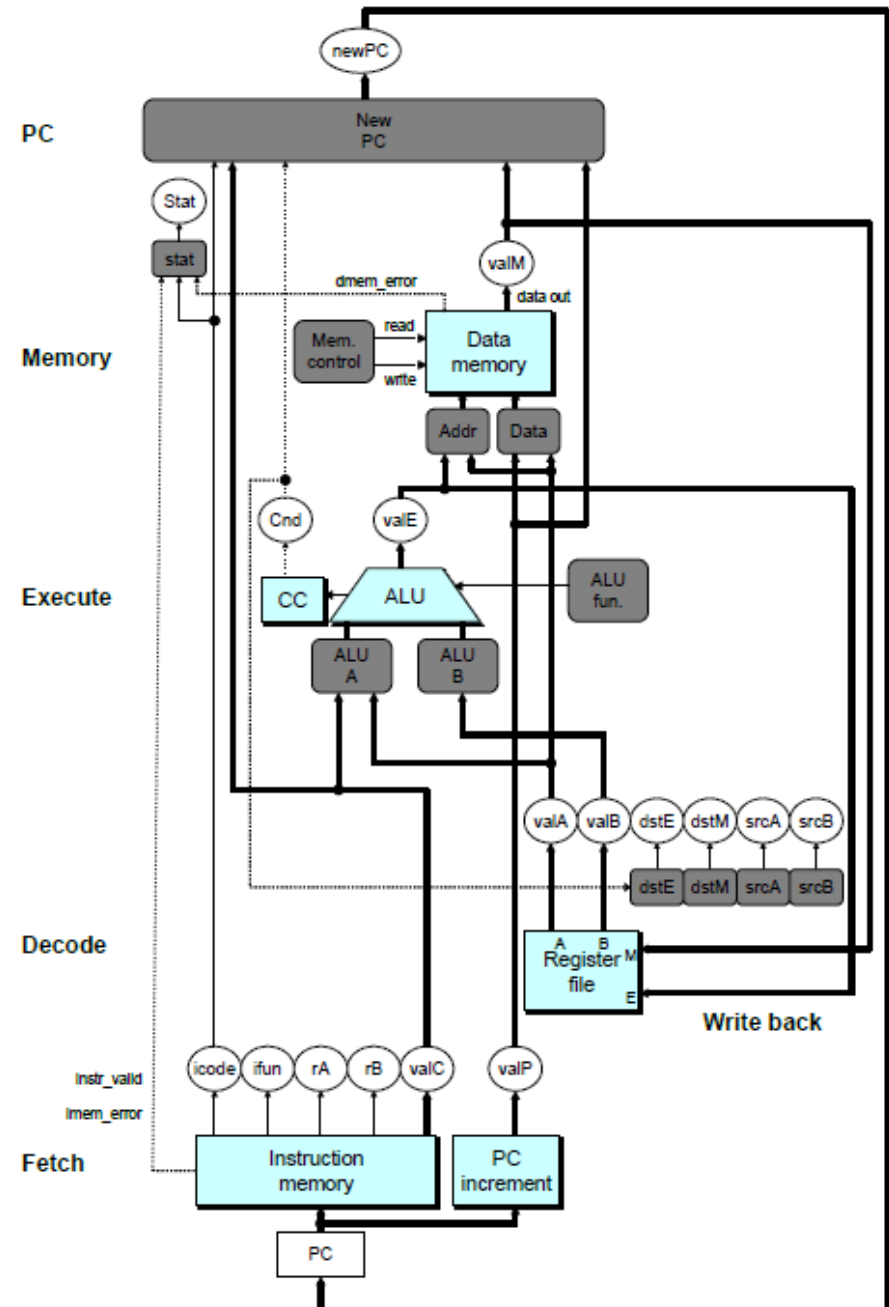 newPC
PC
New
PC
Stat
stat
valM
dmem_error
data out
Memory
Mem.
control
read
write
Data
memory
Addr
Data
Cnd
valE
Execute
CC
ALU
ALU
fun.
ALU
A
ALU
B
valA
valB
dstE
dstM
srcA
srcB
dstE
dstM
srcA
srcB
Decode
A
B
Register
file
M
E
Write back
icode
ifun
rA
rB
valC
valP
Instr_valid
Imem_error
Fetch
Instruction
memory
PC
increment
PC